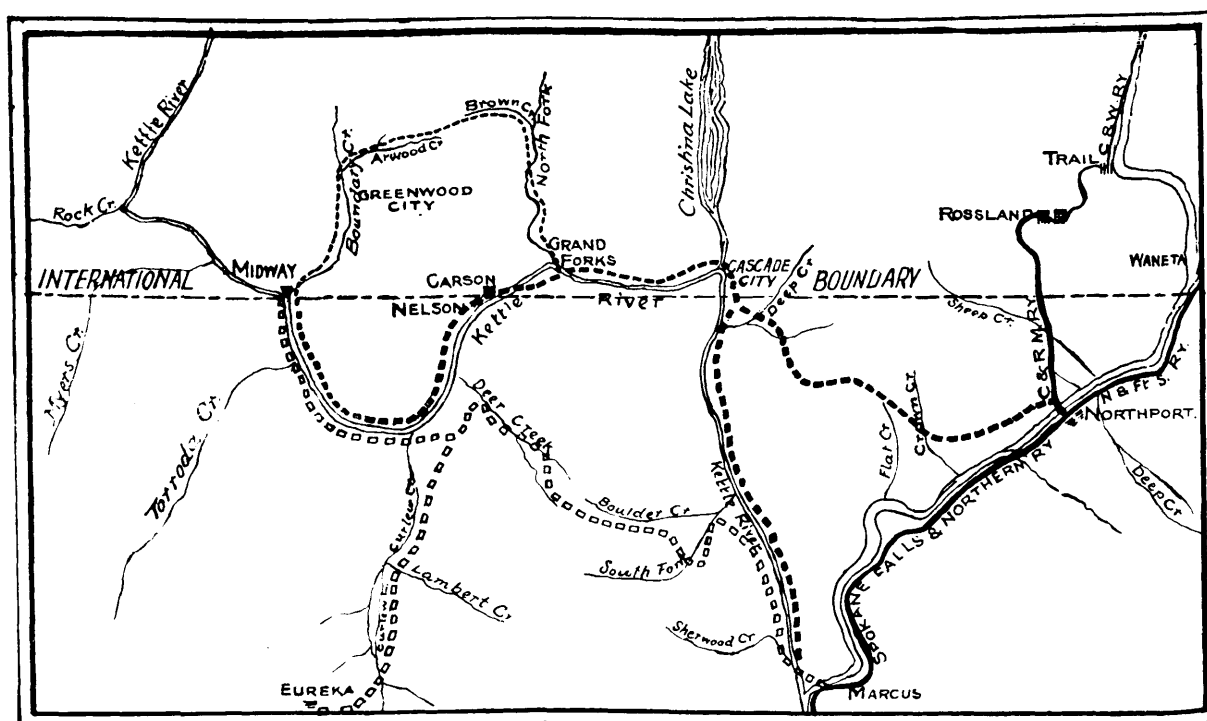 Kettle River
Rock Cr.
Boundary Cr.
Brown Cr.
Arwood Cr
North Fork
Christina Lake
C & W. RY
TRAIL
GREENWOOD
CITY
ROSSLAND
MIDWAY
GRAND
FORKS
CARSON
NELSON
CASCADE
CITY
Deep Cr.
WANETA
INTERNATIONAL
BOUNDARY
Kettle
River
Myers Cr.
Sheep Cr.
C & R.M. RY
N & Ft. S. RY.
NORTHPORT.
Torroda Cr.
Deer Creek
Crown Cr.
Flat Cr
Deep Cr
Curlew Cr
Boulder Cr
Kettle River
South Fork
Lambert Cr
Curlew
Sherwood Cr
SPOKANE FALLS & NORTHERN RY
EUREKA
MARCUS